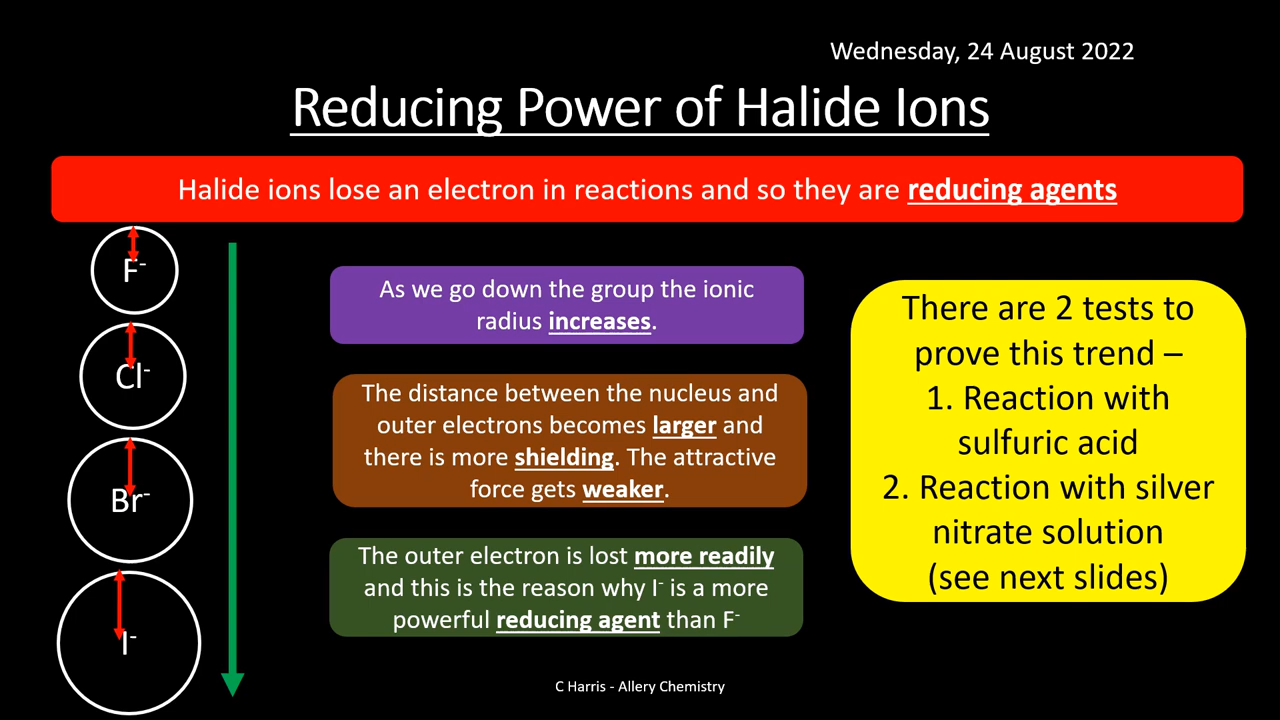 Wednesday, 24 August 2022
Reducing Power of Halide Ions
Halide ions lose an electron in reactions and so they are reducing agents
F-
Cl-
Br-
I-
As we go down the group the ionic
radius increases.
The distance between the nucleus and
outer electrons becomes larger and
there is more shielding. The attractive
force gets weaker.
The outer electron is lost more readily
and this is the reason why I- is a more
powerful reducing agent than F-
There are 2 tests to
prove this trend –
1. Reaction with
sulfuric acid
2. Reaction with silver
nitrate solution
(see next slides)
C Harris - Allery Chemistry